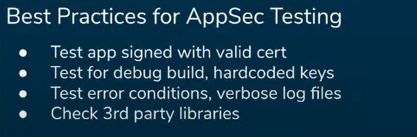 Best Practices for AppSec Testing
● Test app signed with valid cert
● Test for debug build, hardcoded keys
● Test error conditions, verbose log files
● Check 3rd party libraries